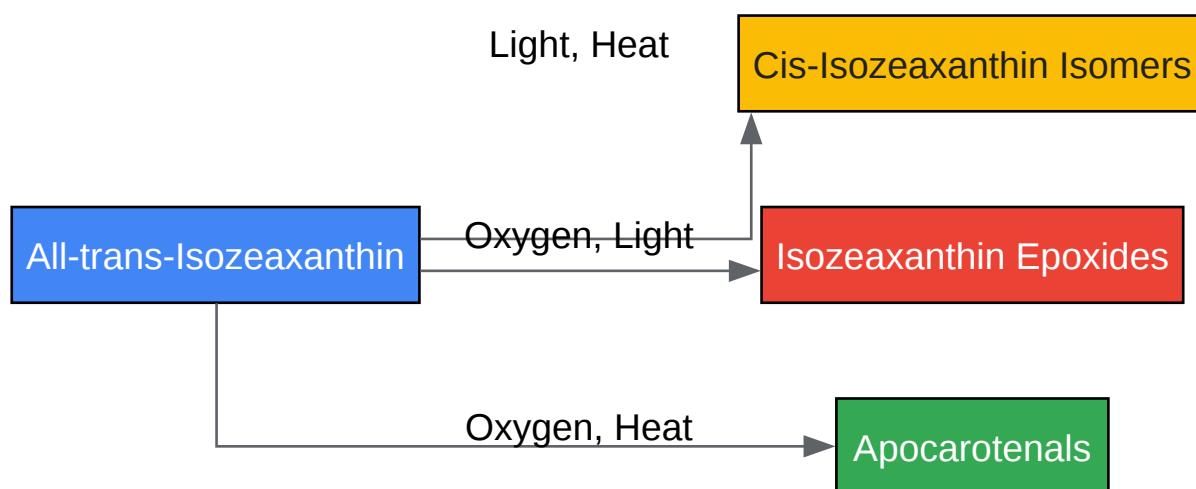 Light, Heat
Cis-Isozeaxanthin Isomers
All-trans-Isozeaxanthin
Oxygen, Light
Isozeaxanthin Epoxides
Oxygen, Heat
Apocarotenals